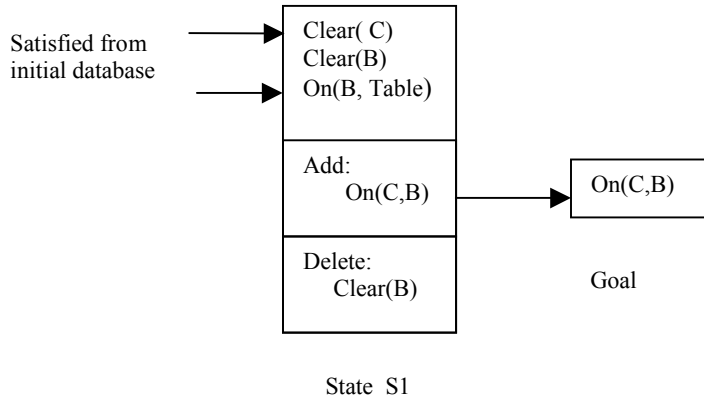 Satisfied from
initial database
Clear( C)
Clear(B)
On(B, Table)
Add:
On(C,B)
Delete:
Clear(B)
On(C,B)
Goal
State S1